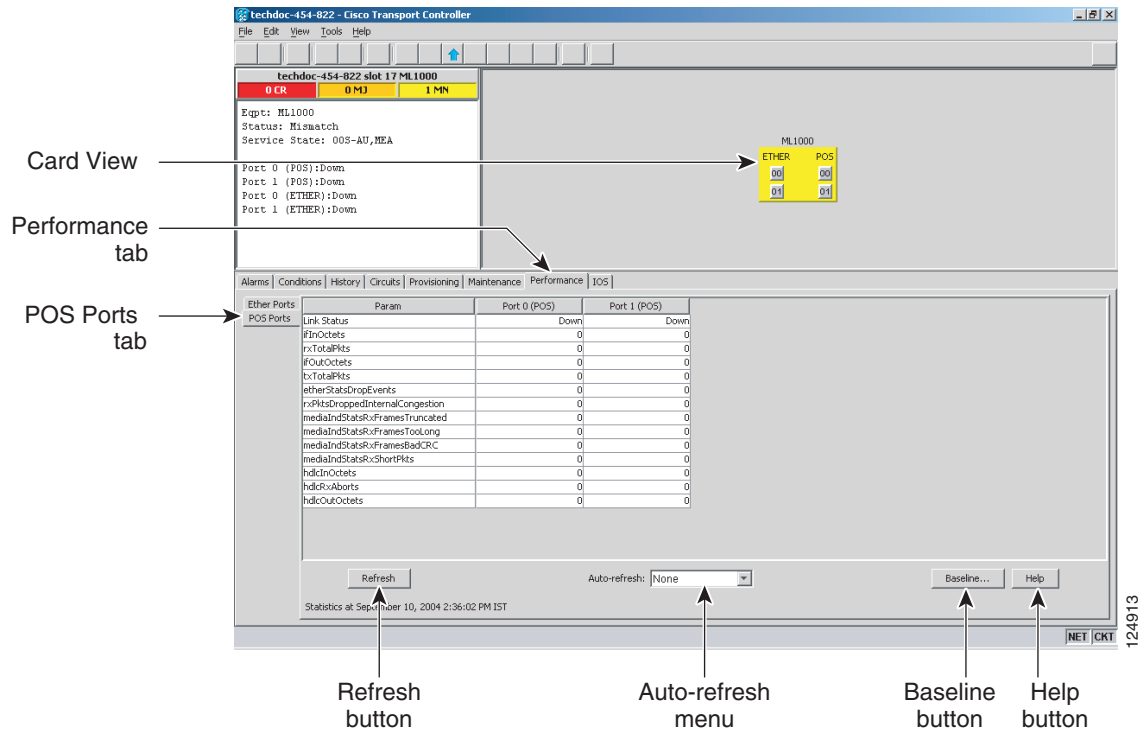 techdoc-454-822 - Cisco Transport Controller
File Edit View Tools Help
techdoc-454-822 slot 17 ML1000
0 CR 0 MJ 1 MN
Eqpt: ML1000
Status: Mismatch
Service State: OOS-AU,MEA
Port 0 (POS):Down
Port 1 (POS):Down
Port 0 (ETHER):Down
Port 1 (ETHER):Down
ML1000
ETHER POS
00 00
01 01
Card View
Performance
tab
POS Ports
tab
Alarms Conditions History Circuits Provisioning Maintenance Performance IOS
Ether Ports
POS Ports
Param Port 0 (POS) Port 1 (POS)
Link Status Down Down
ifInOctets 0 0
rxTotalPkts 0 0
ifOutOctets 0 0
txTotalPkts 0 0
etherStatsDropEvents 0 0
rxPktsDroppedInternalCongestion 0 0
mediaIndStatsRxFramesTruncated 0 0
mediaIndStatsRxFramesTooLong 0 0
mediaIndStatsRxFramesBadCRC 0 0
mediaIndStatsRxShortPkts 0 0
hdlcInOctets 0 0
hdlcRxAborts 0 0
hdlcOutOctets 0 0
Refresh Auto-refresh: None Baseline... Help
Statistics at September 10, 2004 2:36:02 PM IST
NET CKT
124913
Refresh
button
Auto-refresh
menu
Baseline
button
Help
button